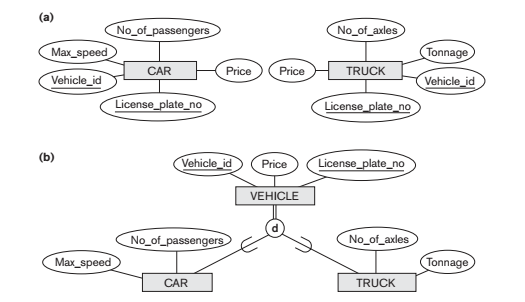 (a)
No_of_passengers
No_of_axles
Max_speed
Tonnage
CAR
Price
Price
TRUCK
Vehicle_id
Vehicle_id
License_plate_no
License_plate_no
(b)
Vehicle_id
Price
License_plate_no
VEHICLE
d
No_of_passengers
No_of_axles
Max_speed
Tonnage
CAR
TRUCK